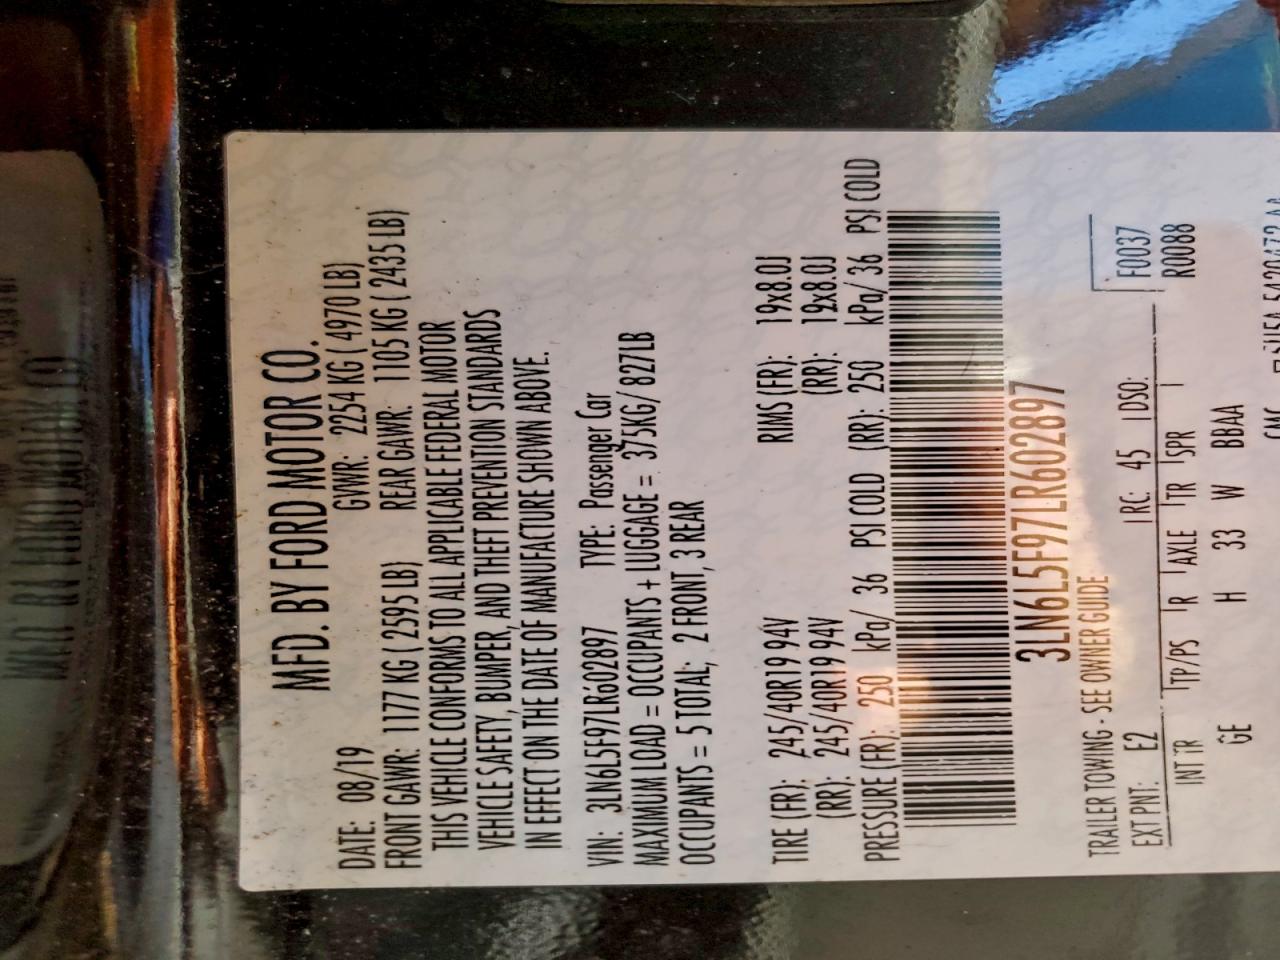 MFD. BY FORD MOTOR CO.
DATE: 08/19 GVWR: 2254 KG ( 4970 LB)
FRONT GAWR: 1177 KG ( 2595 LB) REAR GAWR: 1105 KG ( 2435 LB)
THIS VEHICLE CONFORMS TO ALL APPLICABLE FEDERAL MOTOR
VEHICLE SAFETY, BUMPER, AND THEFT PREVENTION STANDARDS
IN EFFECT ON THE DATE OF MANUFACTURE SHOWN ABOVE.
VIN: 3LN6L5F97LR602897 TYPE: Passenger Car
MAXIMUM LOAD = OCCUPANTS + LUGGAGE = 375KG/ 827LB
OCCUPANTS = 5 TOTAL; 2 FRONT, 3 REAR
TIRE (FR): 245/40R19 94V RIMS (FR): 19x8.0J
(RR): 245/40R19 94V (RR): 19x8.0J
PRESSURE (FR): 250 kPa/ 36 PSI COLD (RR): 250 kPa/ 36 PSI COLD
3LN6L5F97LR602897
TRAILER TOWING - SEE OWNER GUIDE
EXT PNT: E2 RC: 45 DSO: F0037
R0088
INT TR TP/PS R AXLE TR SPR
GE H 33 W BBAA